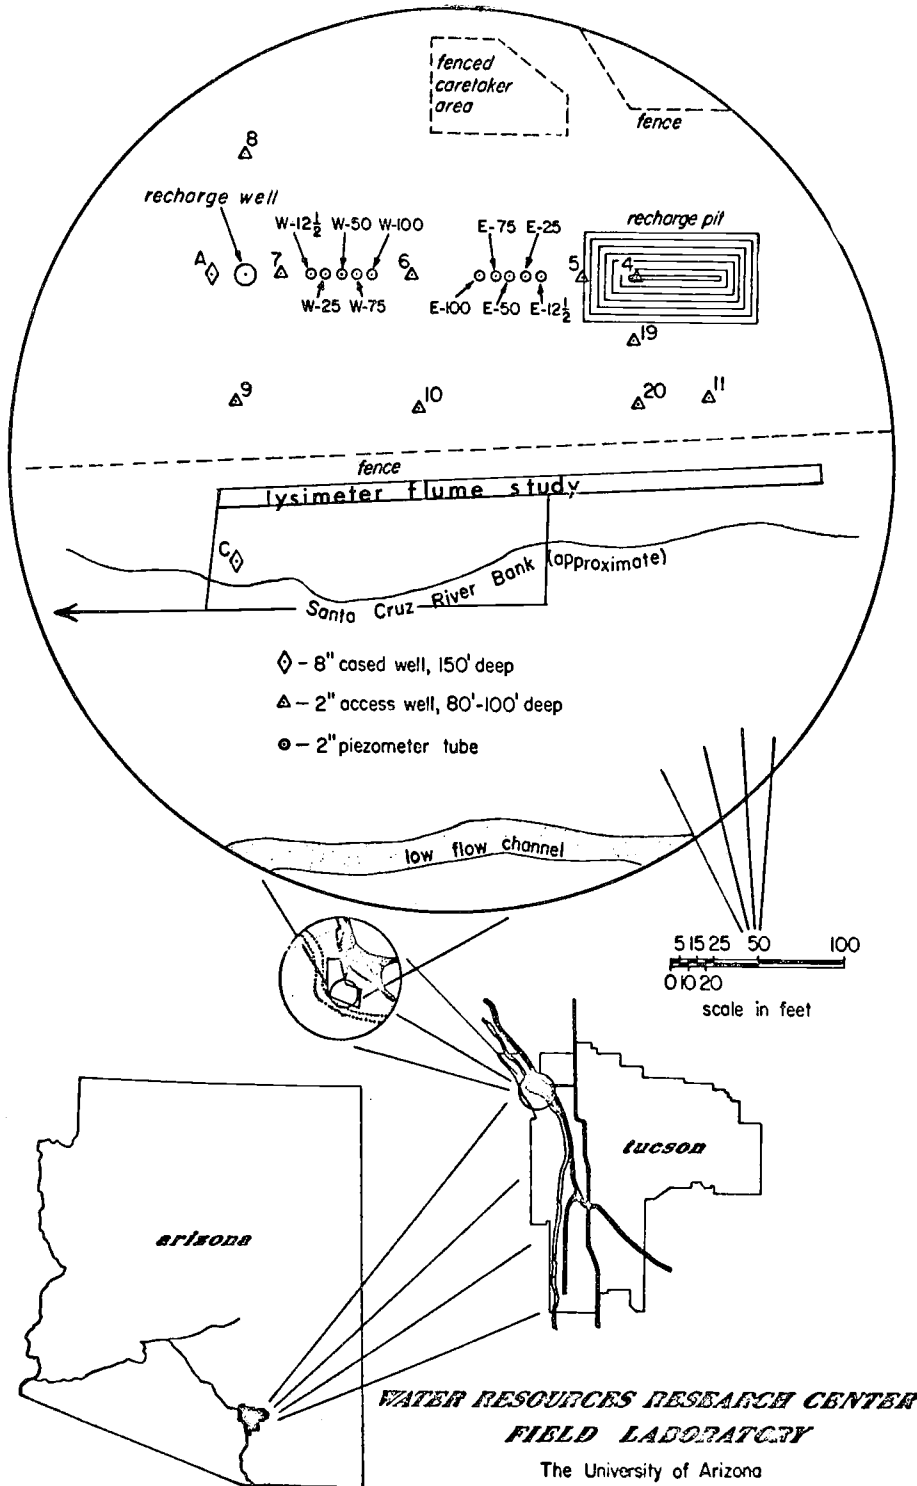 fenced
caretaker
area
fence
8
recharge well
W-12½ W-50 W-100
E-75 E-25
recharge pit
A
7
6
5
4
W-25 W-75
E-100 E-50 E-12½
19
9
10
20
11
fence
lysimeter flume study
C
Santa Cruz River Bank (approximate)
- 8" cased well, 150' deep
- 2" access well, 80'-100' deep
- 2" piezometer tube
low flow channel
5 15 25 50 100
0 10 20
scale in feet
tucson
arizona
WATER RESOURCES RESEARCH CENTER
FIELD LABORATORY
The University of Arizona